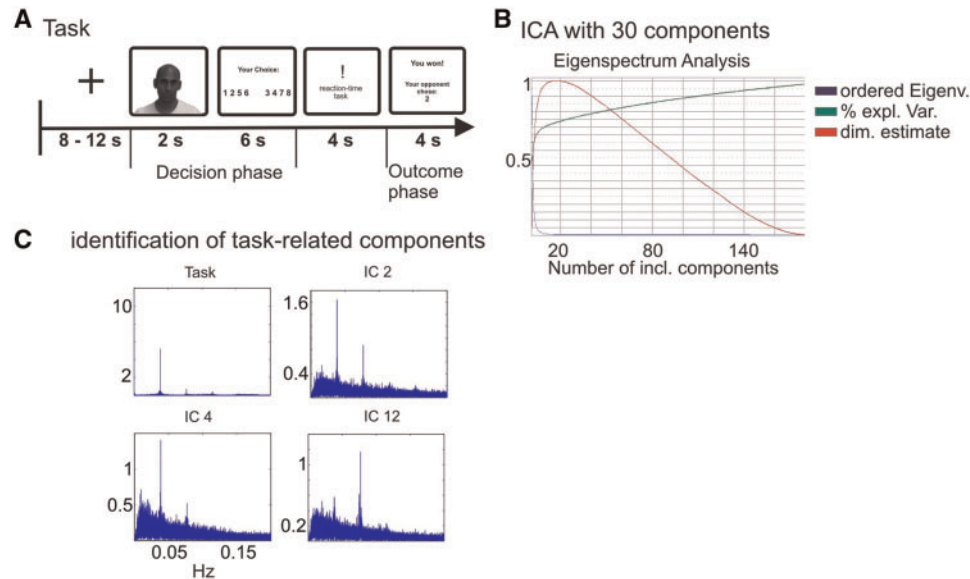 A
Task
+
Your Choice:
1 2 5 6 3 4 7 8
!
reaction-time
task
You won!
Your opponent
chose:
2
8 - 12 s
2 s
6 s
4 s
4 s
Decision phase
Outcome
phase
B
ICA with 30 components
Eigenspectrum Analysis
1
0.5
20
80
140
Number of incl. components
ordered Eigenv.
% expl. Var.
dim. estimate
C
identification of task-related components
Task
10
2
IC 2
1.6
0.4
IC 4
1
0.5
0.05
0.15
Hz
IC 12
1
0.2